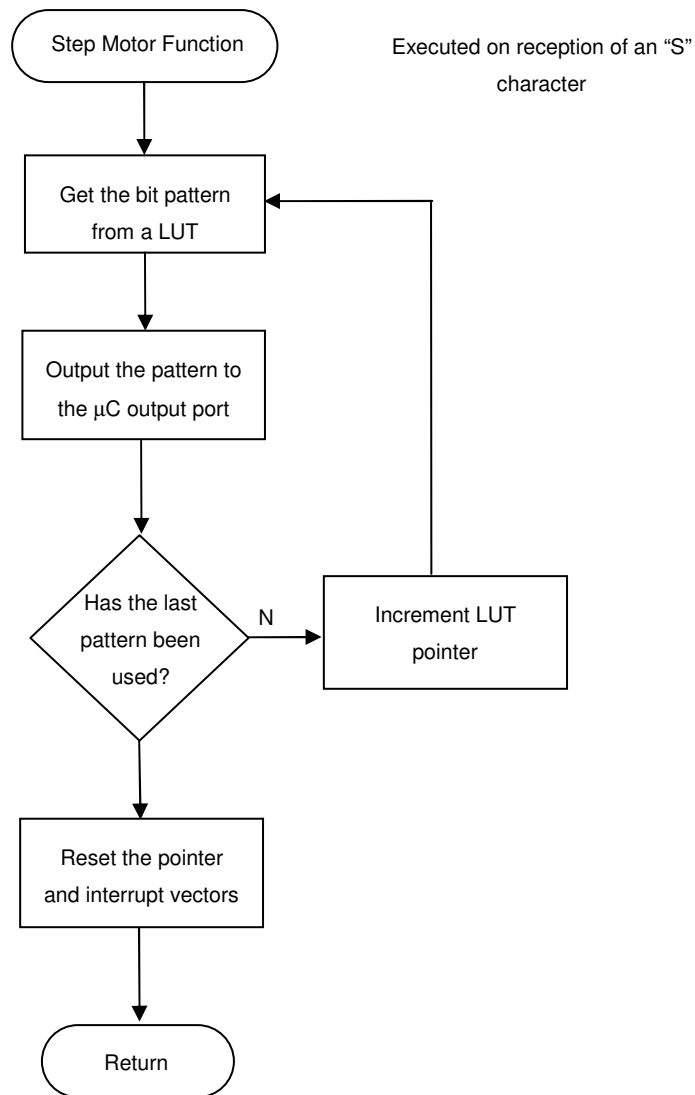 Step Motor Function
Executed on reception of an “S”
character
Get the bit pattern
from a LUT
Output the pattern to
the μC output port
Has the last
pattern been
used?
N
Increment LUT
pointer
Reset the pointer
and interrupt vectors
Return